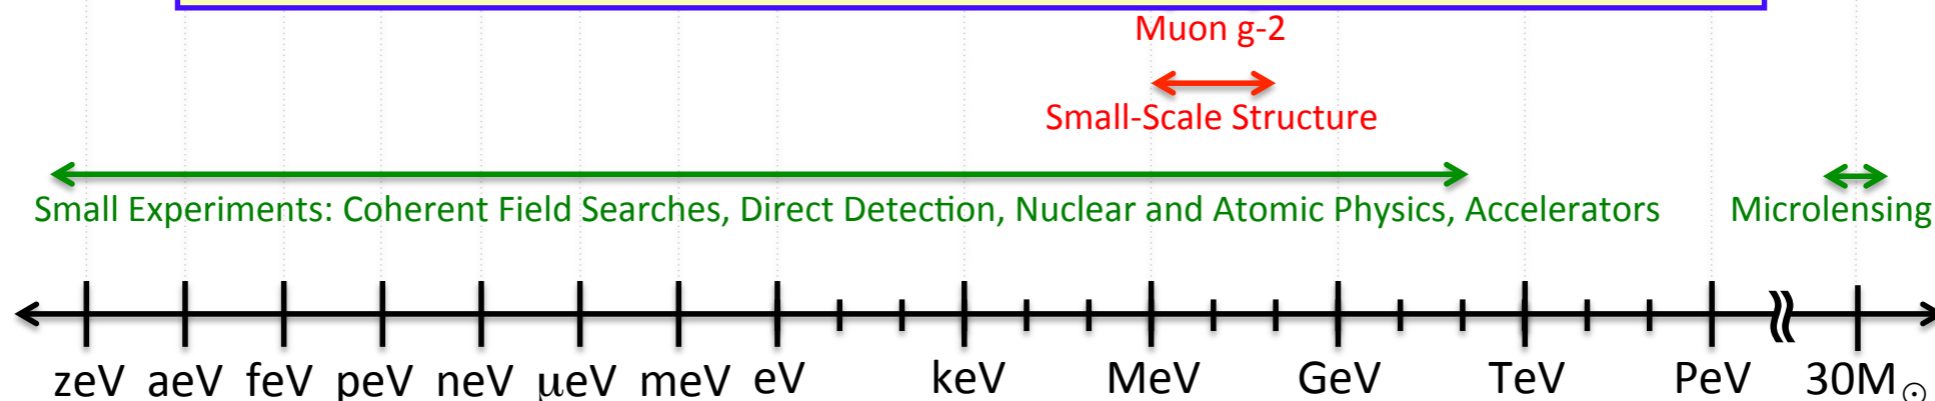 Muon g-2
Small-Scale Structure
Small Experiments: Coherent Field Searches, Direct Detection, Nuclear and Atomic Physics, Accelerators
Microlensing
zeV aeV feV peV neV μeV meV eV keV MeV GeV TeV PeV 30M☉